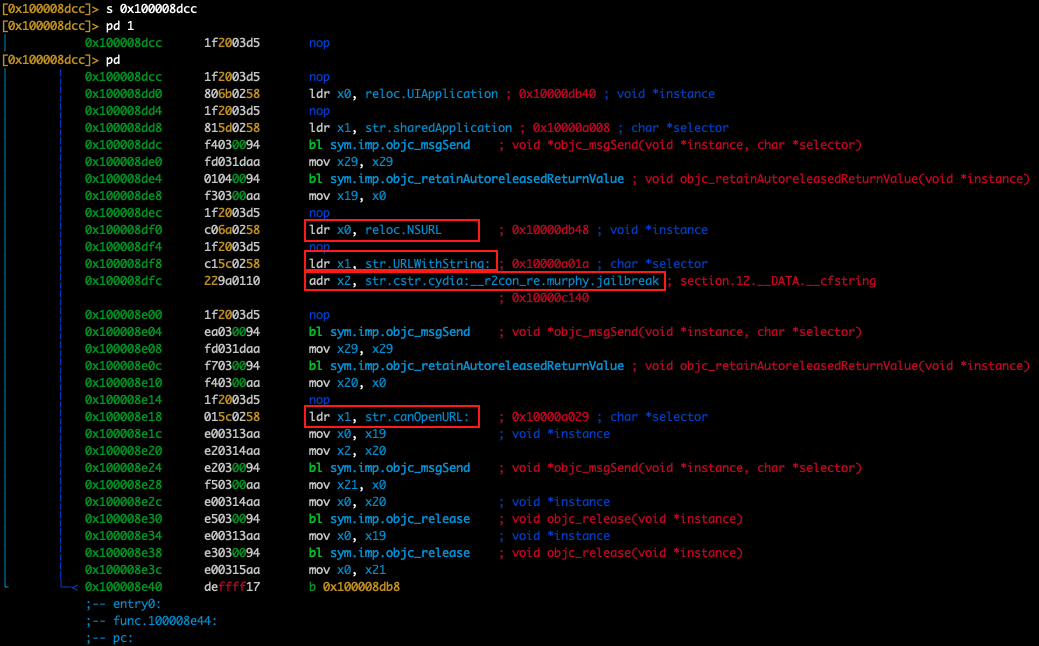 [0x100008dcc]> s 0x100008dcc
[0x100008dcc]> pd 1
0x100008dcc 1f2003d5 nop
[0x100008dcc]> pd
0x100008dcc 1f2003d5 nop
0x100008dd0 806b0258 ldr x0, reloc.UIApplication ; 0x10000db40 ; void *instance
0x100008dd4 1f2003d5 nop
0x100008dd8 815d0258 ldr x1, str.sharedApplication ; 0x10000a008 ; char *selector
0x100008ddc f4030094 bl sym.imp.objc_msgSend ; void *objc_msgSend(void *instance, char *selector)
0x100008de0 fd031daa mov x29, x29
0x100008de4 01040094 bl sym.imp.objc_retainAutoreleasedReturnValue ; void objc_retainAutoreleasedReturnValue(void *instance)
0x100008de8 f30300aa mov x19, x0
0x100008dec 1f2003d5 nop
0x100008df0 c06a0258 ldr x0, reloc.NSURL ; 0x10000db48 ; void *instance
0x100008df4 1f2003d5 nop
0x100008df8 c15c0258 ldr x1, str.URLWithString: ; 0x10000a01a ; char *selector
0x100008dfc 229a0110 adr x2, str.cstr.cydia:__r2con_re.murphy.jailbreak ; section.12.__DATA.__cfstring
; 0x10000c140
0x100008e00 1f2003d5 nop
0x100008e04 ea030094 bl sym.imp.objc_msgSend ; void *objc_msgSend(void *instance, char *selector)
0x100008e08 fd031daa mov x29, x29
0x100008e0c f7030094 bl sym.imp.objc_retainAutoreleasedReturnValue ; void objc_retainAutoreleasedReturnValue(void *instance)
0x100008e10 f40300aa mov x20, x0
0x100008e14 1f2003d5 nop
0x100008e18 015c0258 ldr x1, str.canOpenURL: ; 0x10000a029 ; char *selector
0x100008e1c e00313aa mov x0, x19 ; void *instance
0x100008e20 e20314aa mov x2, x20
0x100008e24 e2030094 bl sym.imp.objc_msgSend ; void *objc_msgSend(void *instance, char *selector)
0x100008e28 f50300aa mov x21, x0
0x100008e2c e00314aa mov x0, x20 ; void *instance
0x100008e30 e5030094 bl sym.imp.objc_release ; void objc_release(void *instance)
0x100008e34 e00313aa mov x0, x19 ; void *instance
0x100008e38 e3030094 bl sym.imp.objc_release ; void objc_release(void *instance)
0x100008e3c e00315aa mov x0, x21
0x100008e40 deffff17 b 0x100008db8
;-- entry0:
;-- func.100008e44:
;-- pc: